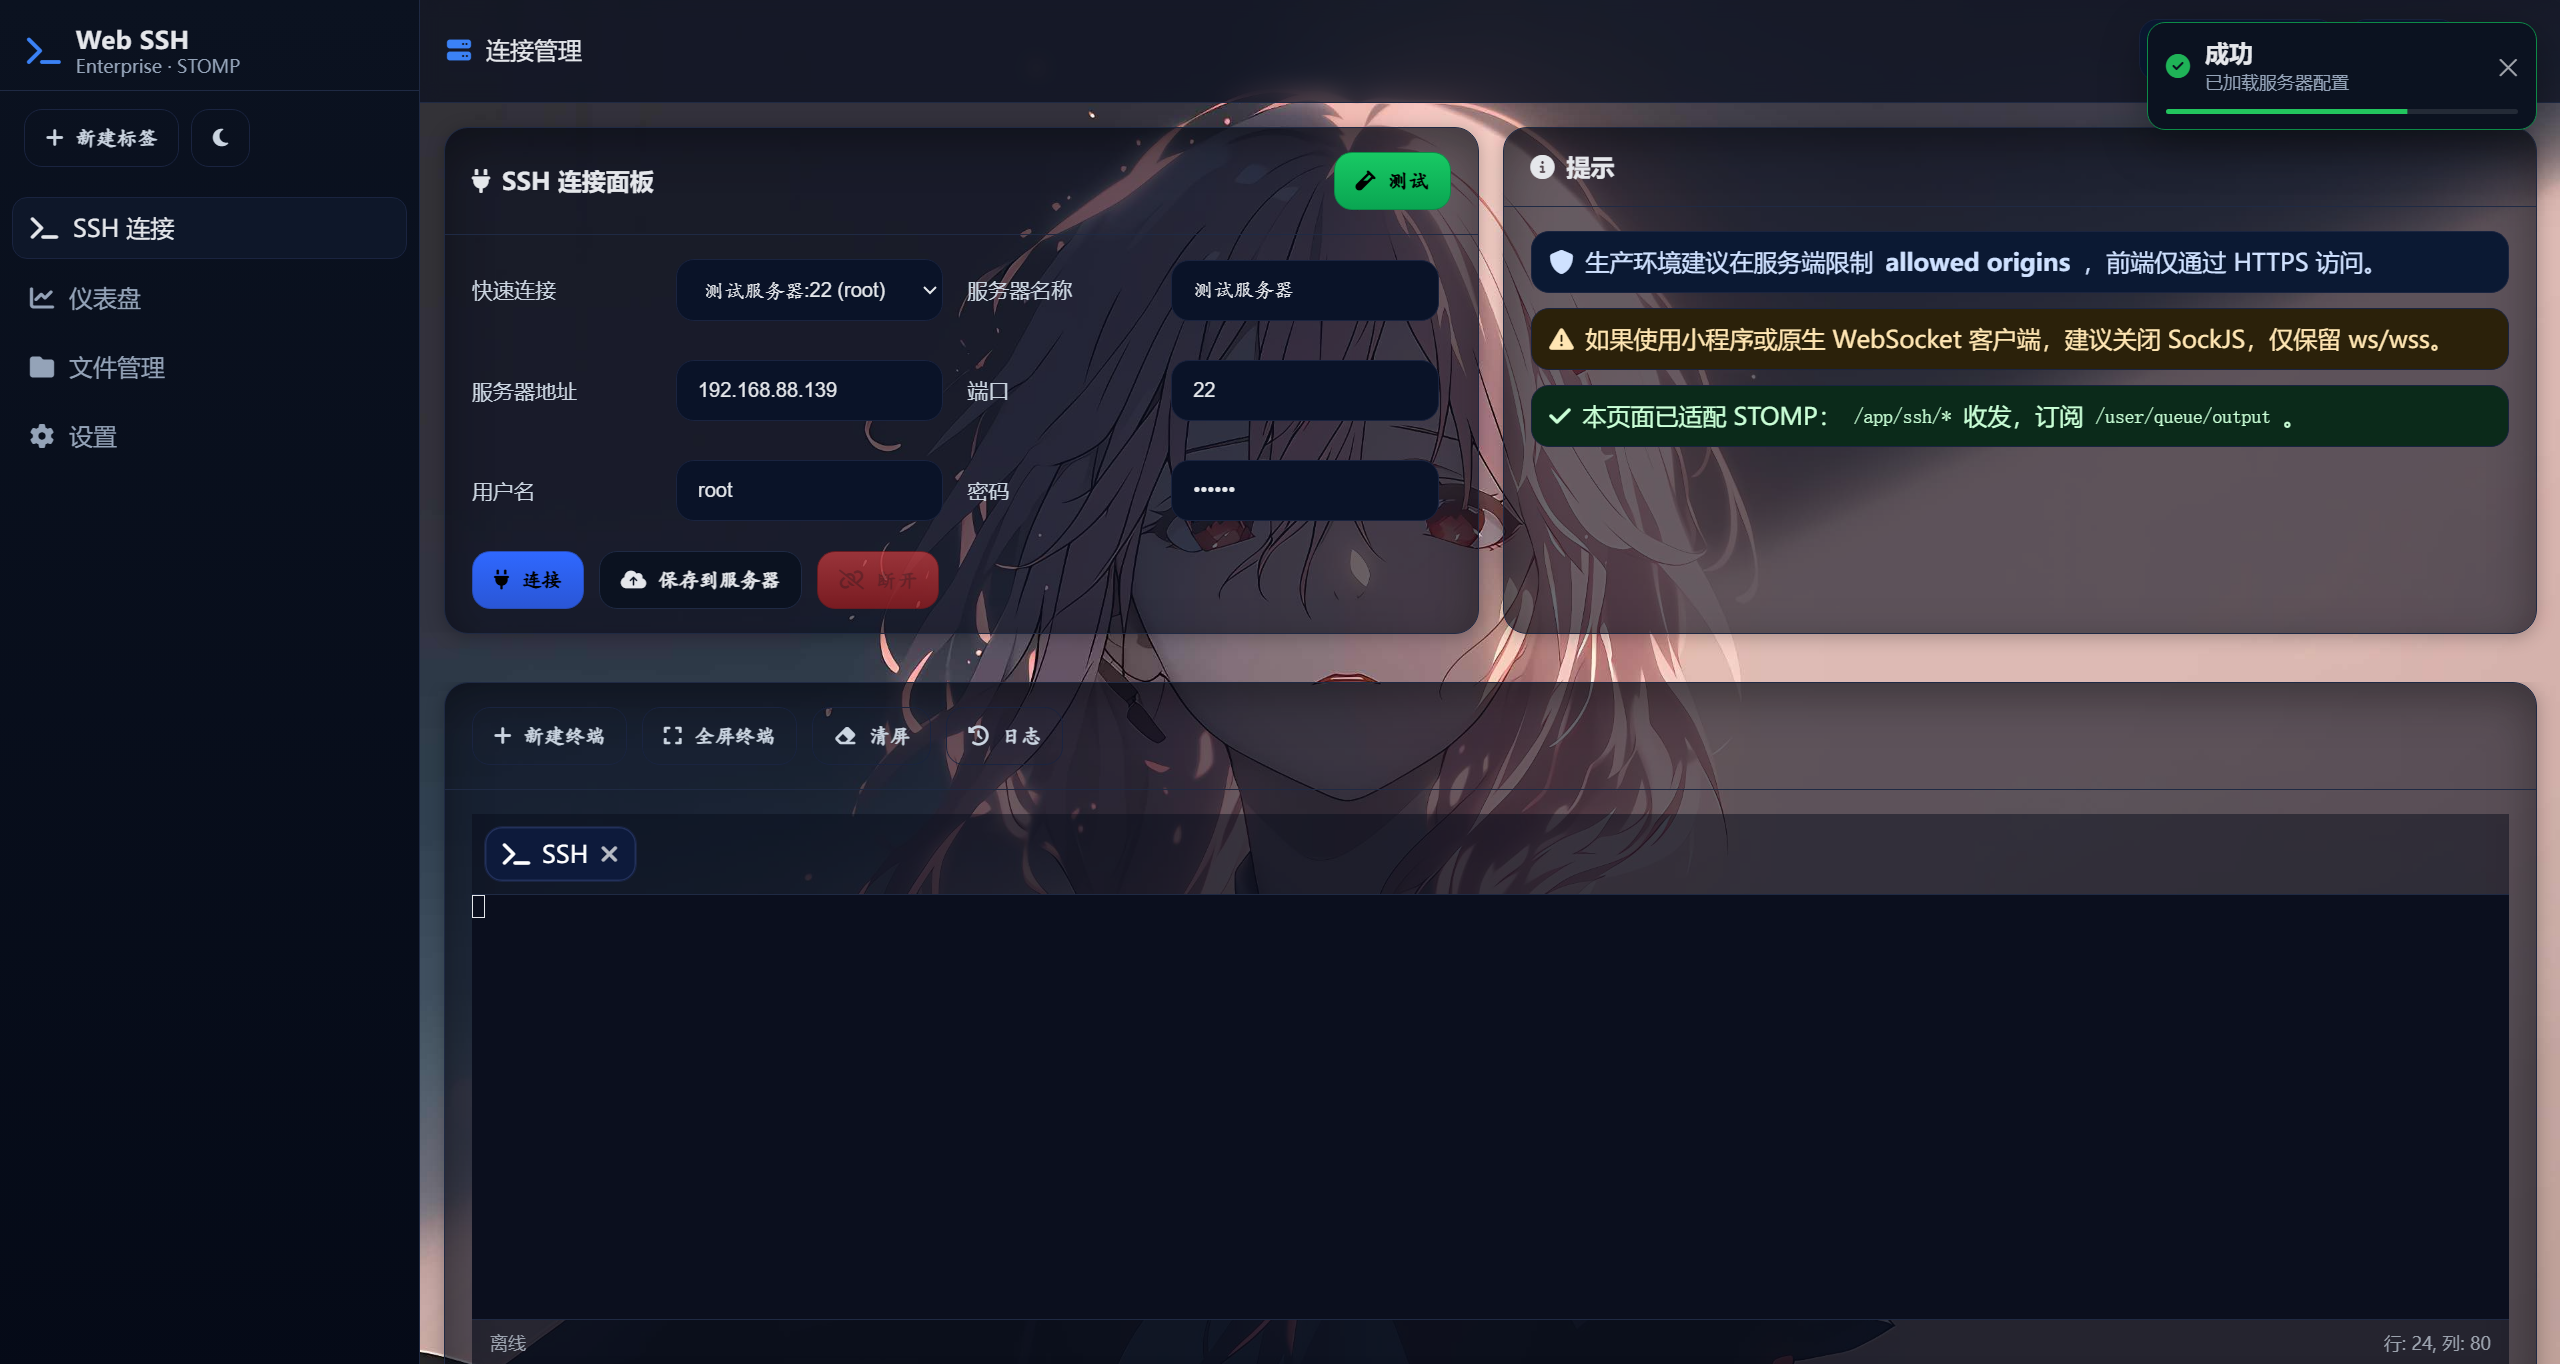 Web SSH
Enterprise · STOMP
新建标签
SSH 连接
仪表盘
文件管理
设置
连接管理
成功
已加载服务器配置
SSH 连接面板
测试
快速连接
测试服务器:22 (root)
服务器名称
测试服务器
服务器地址
192.168.88.139
端口
22
用户名
root
密码
••••••
连接
保存到服务器
断开
提示
生产环境建议在服务端限制 allowed origins ，前端仅通过 HTTPS 访问。
如果使用小程序或原生 WebSocket 客户端，建议关闭 SockJS，仅保留 ws/wss。
本页面已适配 STOMP： /app/ssh/* 收发，订阅 /user/queue/output 。
新建终端
全屏终端
清屏
日志
SSH
离线
行: 24, 列: 80